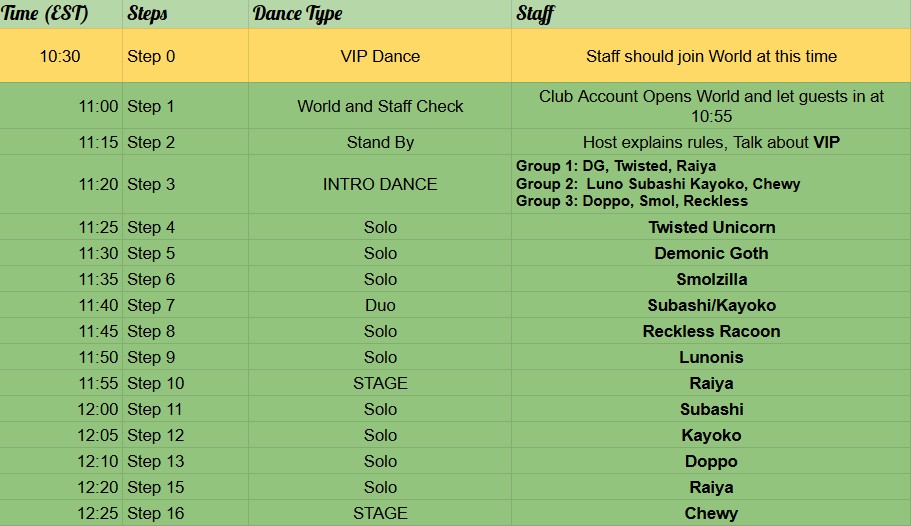 Time (EST) Steps Dance Type Staff
10:30 Step 0 VIP Dance Staff should join World at this time
11:00 Step 1 World and Staff Check Club Account Opens World and let guests in at
10:55
11:15 Step 2 Stand By Host explains rules, Talk about VIP
11:20 Step 3 INTRO DANCE Group 1: DG, Twisted, Raiya
Group 2: Luno Subashi Kayoko, Chewy
Group 3: Doppo, Smol, Reckless
11:25 Step 4 Solo Twisted Unicorn
11:30 Step 5 Solo Demonic Goth
11:35 Step 6 Solo Smolzilla
11:40 Step 7 Duo Subashi/Kayoko
11:45 Step 8 Solo Reckless Racoon
11:50 Step 9 Solo Lunonis
11:55 Step 10 STAGE Raiya
12:00 Step 11 Solo Subashi
12:05 Step 12 Solo Kayoko
12:10 Step 13 Solo Doppo
12:20 Step 15 Solo Raiya
12:25 Step 16 STAGE Chewy